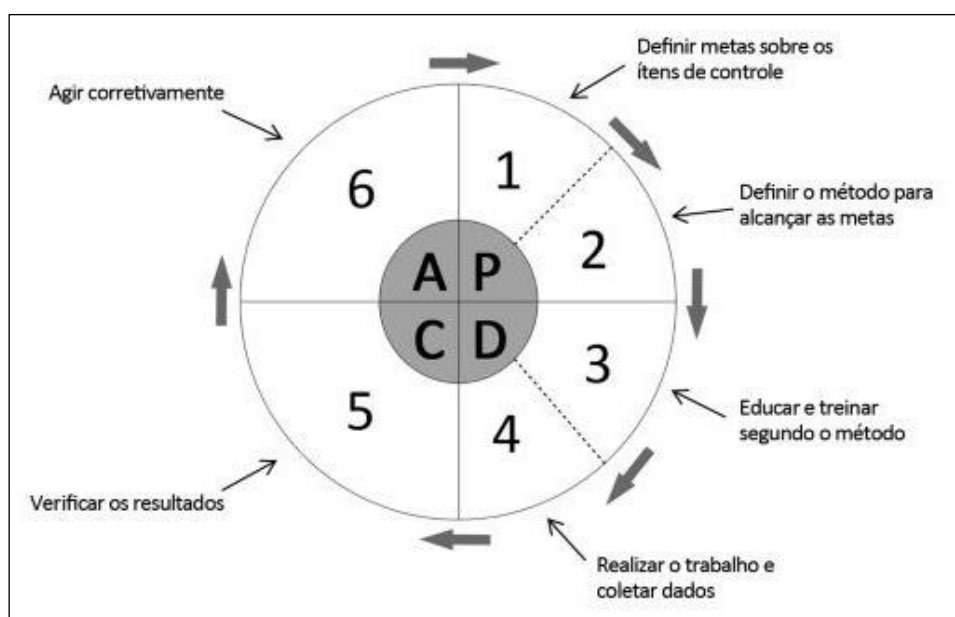 Definir metas sobre os
ítens de controle
Agir corretivamente
1
6
Definir o método para
alcançar as metas
2
A P
C D
3
5
4
Educar e treinar
segundo o método
Verificar os resultados
Realizar o trabalho e
coletar dados